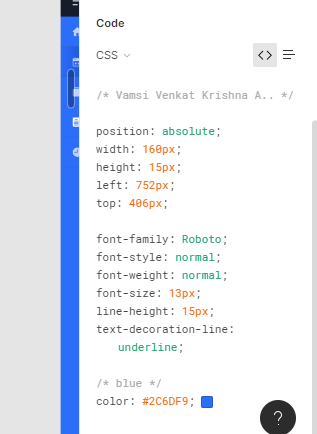 Code
CSS
/* Vamsi Venkat Krishna A.. */
position: absolute;
width: 160px;
height: 15px;
left: 752px;
top: 406px;
font-family: Roboto;
font-style: normal;
font-weight: normal;
font-size: 13px;
line-height: 15px;
text-decoration-line:
underline;
/* blue */
color: #2C6DF9;
?